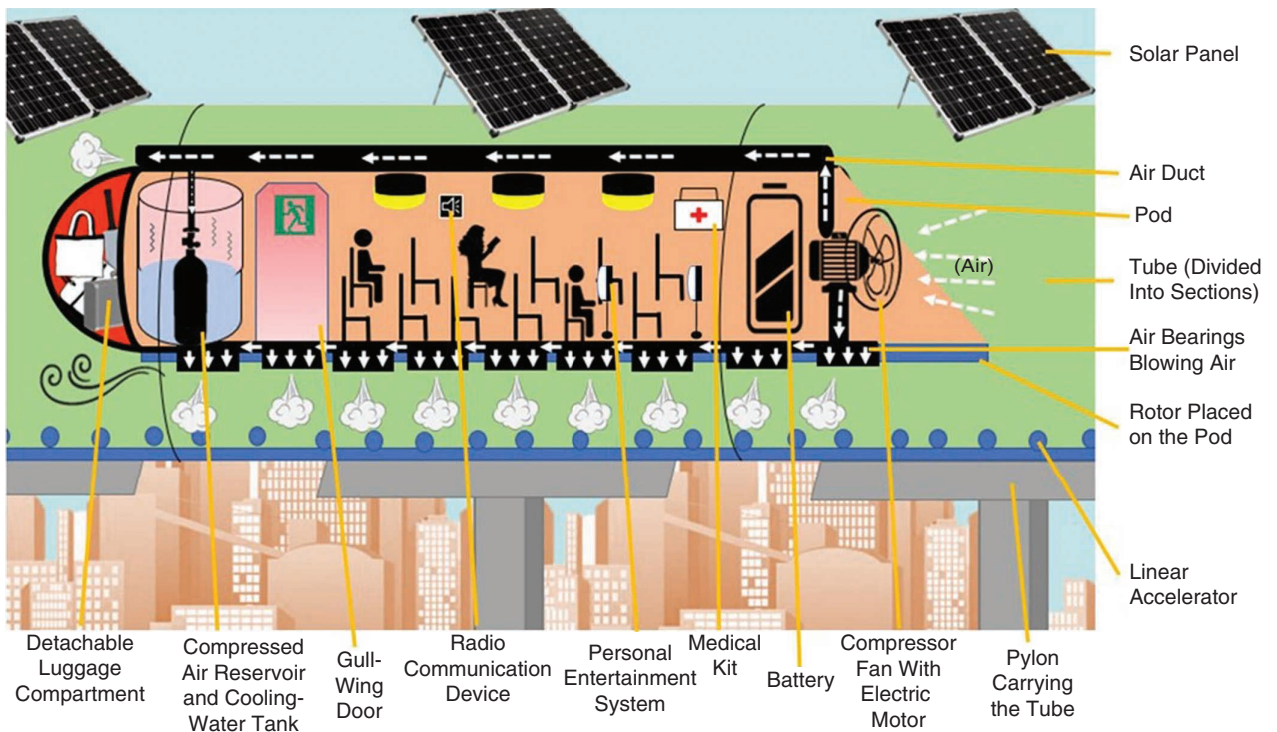 Solar Panel
Air Duct
Pod
(Air)
Tube (Divided
Into Sections)
Air Bearings
Blowing Air
Rotor Placed
on the Pod
Linear
Accelerator
Detachable
Luggage
Compartment
Compressed
Air Reservoir
and Cooling-
Water Tank
Gull-
Wing
Door
Radio
Communication
Device
Personal
Entertainment
System
Medical
Kit
Battery
Compressor
Fan With
Electric
Motor
Pylon
Carrying
the Tube